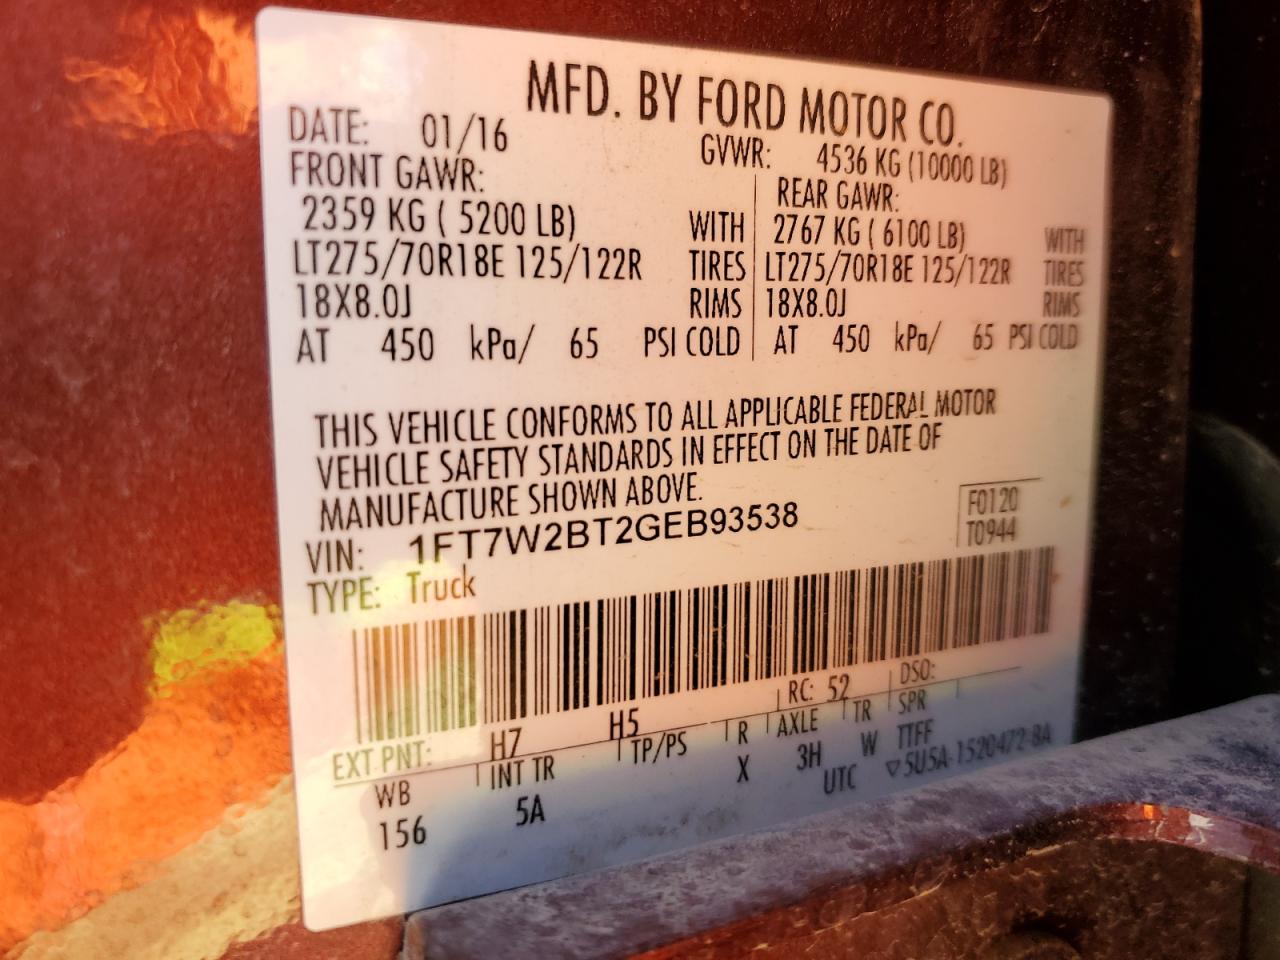 MFD. BY FORD MOTOR CO.
DATE: 01/16 GVWR: 4536 KG (10000 LB)
FRONT GAWR: REAR GAWR:
2359 KG ( 5200 LB) WITH 2767 KG ( 6100 LB) WITH
LT275/70R18E 125/122R TIRES LT275/70R18E 125/122R TIRES
18X8.0J RIMS 18X8.0J RIMS
AT 450 kPa/ 65 PSI COLD AT 450 kPa/ 65 PSI COLD
THIS VEHICLE CONFORMS TO ALL APPLICABLE FEDERAL MOTOR
VEHICLE SAFETY STANDARDS IN EFFECT ON THE DATE OF
MANUFACTURE SHOWN ABOVE.
VIN: 1FT7W2BT2GEB93538 F0120
TYPE: Truck T0944
EXT PNT: H7 H5 RC: 52 DSO:
WB INT TR TP/PS R AXLE TR SPR
156 5A X 3H W TTFF
UTC ▽5U5A-1520472-BA